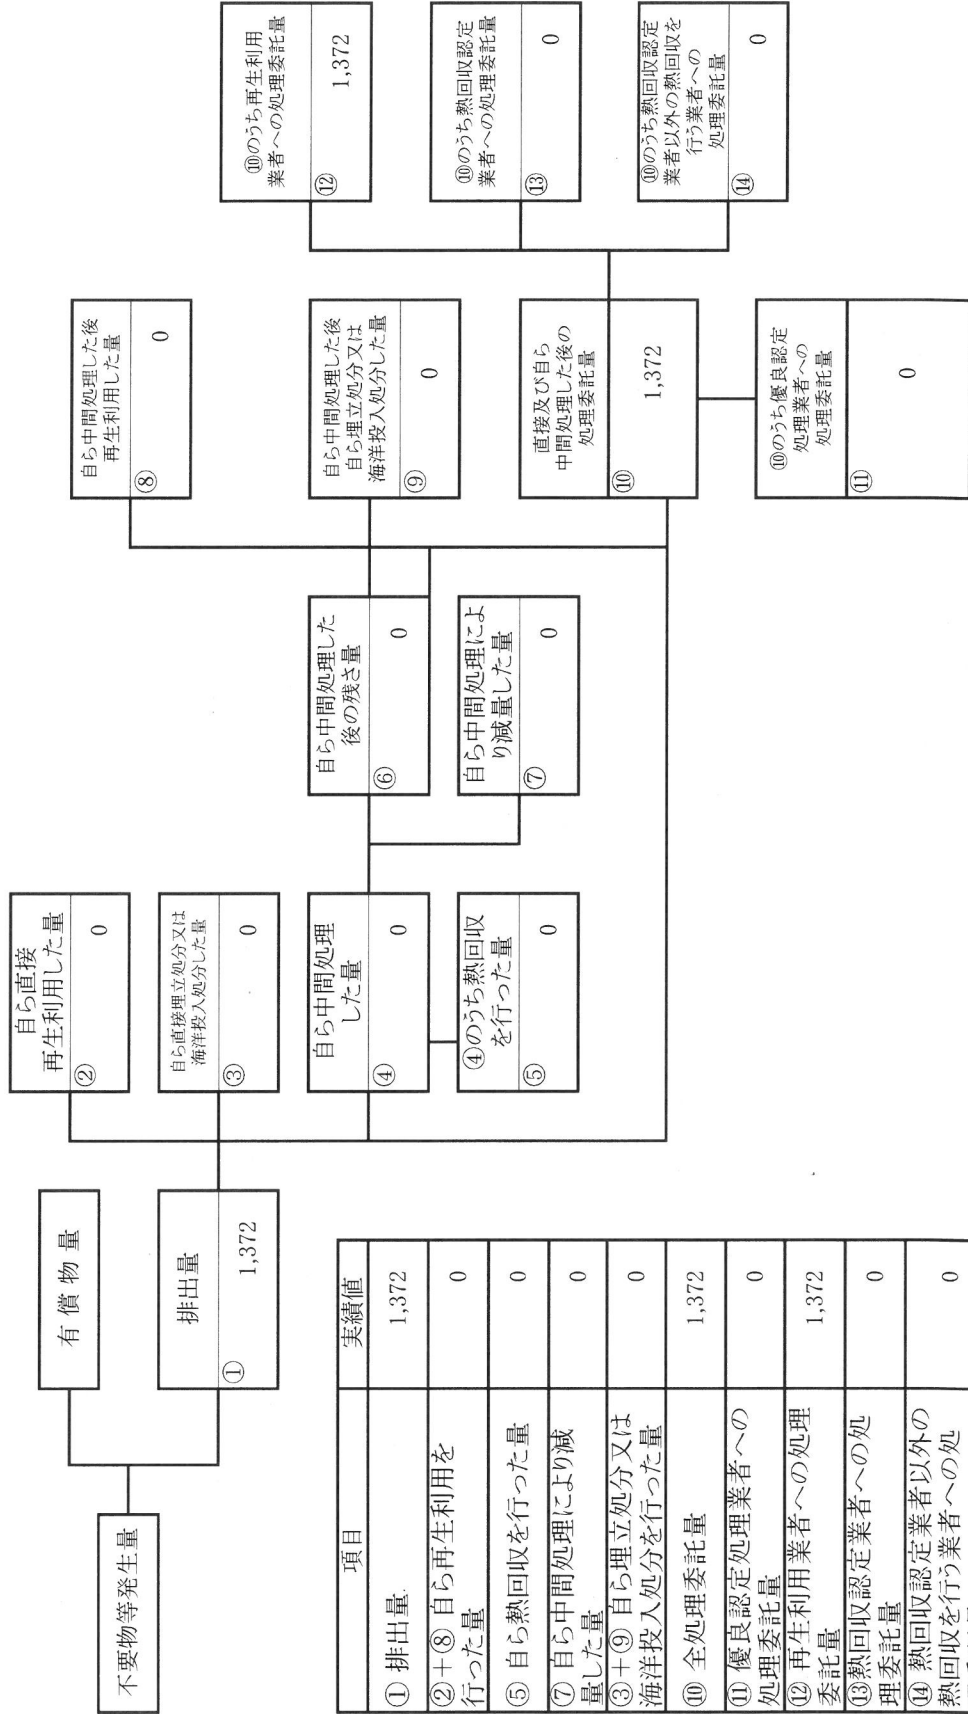 不要物等発生量
有償物量
排出量
①
1,372
自ら直接
再生利用した量
②
0
自ら直接埋立処分又は
海洋投入処分した量
③
0
自ら中間処理
した量
④
0
④のうち熱回収
を行った量
⑤
0
自ら中間処理した
後の残さ量
⑥
0
自ら中間処理によ
り減量した量
⑦
0
自ら中間処理した後
再生利用した量
⑧
0
自ら中間処理した後
自ら埋立処分又は
海洋投入処分した量
⑨
0
直接及び自ら
中間処理した後の
処理委託量
⑩
1,372
⑩のうち優良認定
処理業者への
処理委託量
⑪
0
⑩のうち再生利用
業者への処理委託量
⑫
1,372
⑩のうち熱回収認定
業者への処理委託量
⑬
0
⑩のうち熱回収認定
業者以外の熱回収を
行う業者への
処理委託量
⑭
0
項目
実績値
① 排出量
1,372
②+⑧ 自ら再生利用を
行った量
0
⑤ 自ら熱回収を行った量
0
⑦ 自ら中間処理により減
量した量
0
③+⑨ 自ら埋立処分又は
海洋投入処分を行った量
0
⑩ 全処理委託量
1,372
⑪ 優良認定処理業者への
処理委託量
0
⑫ 再生利用業者への処理
委託量
1,372
⑬熱回収認定業者への処
理委託量
0
⑭ 熱回収認定業者以外の
熱回収を行う業者への処
0